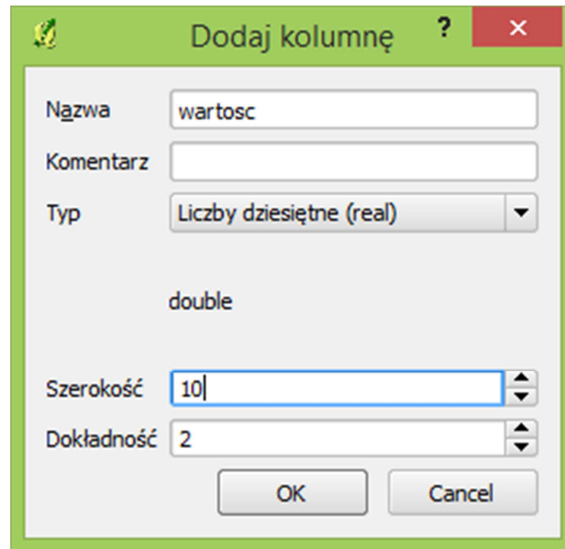 Dodaj kolumnę ? ×
Nazwa wartosc
Komentarz
Typ Liczby dziesiętne (real)
double
Szerokość 10
Dokładność 2
OK Cancel